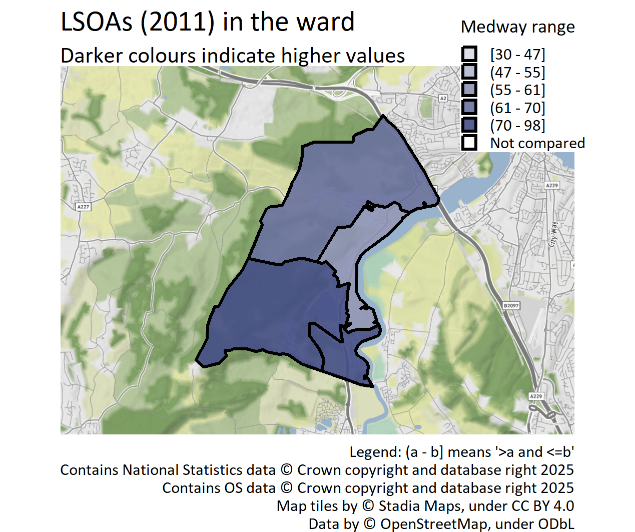 LSOAs (2011) in the ward
Darker colours indicate higher values
Medway range
[30 - 47]
(47 - 55]
(55 - 61]
(61 - 70]
(70 - 98]
Not compared
A2
A229
A227
City Way
B2097
A229
Legend: (a - b] means '>a and <=b'
Contains National Statistics data © Crown copyright and database right 2025
Contains OS data © Crown copyright and database right 2025
Map tiles by © Stadia Maps, under CC BY 4.0
Data by © OpenStreetMap, under ODbL